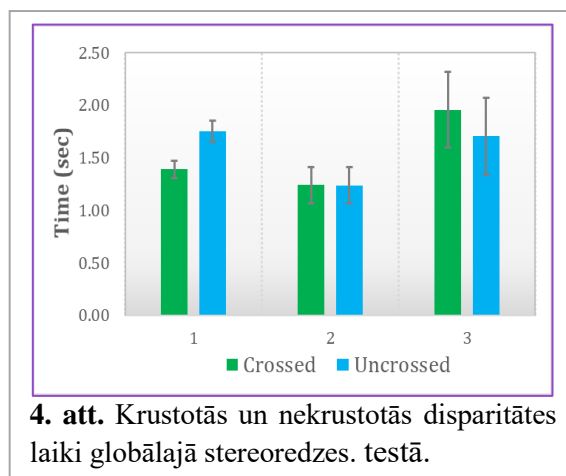 2.50
2.00
1.50
1.00
0.50
0.00
Time (sec)
1
2
3
Crossed Uncrossed
4. att. Krustotās un nekrustotās disparitātes
laiki globālajā stereoredzes. testā.